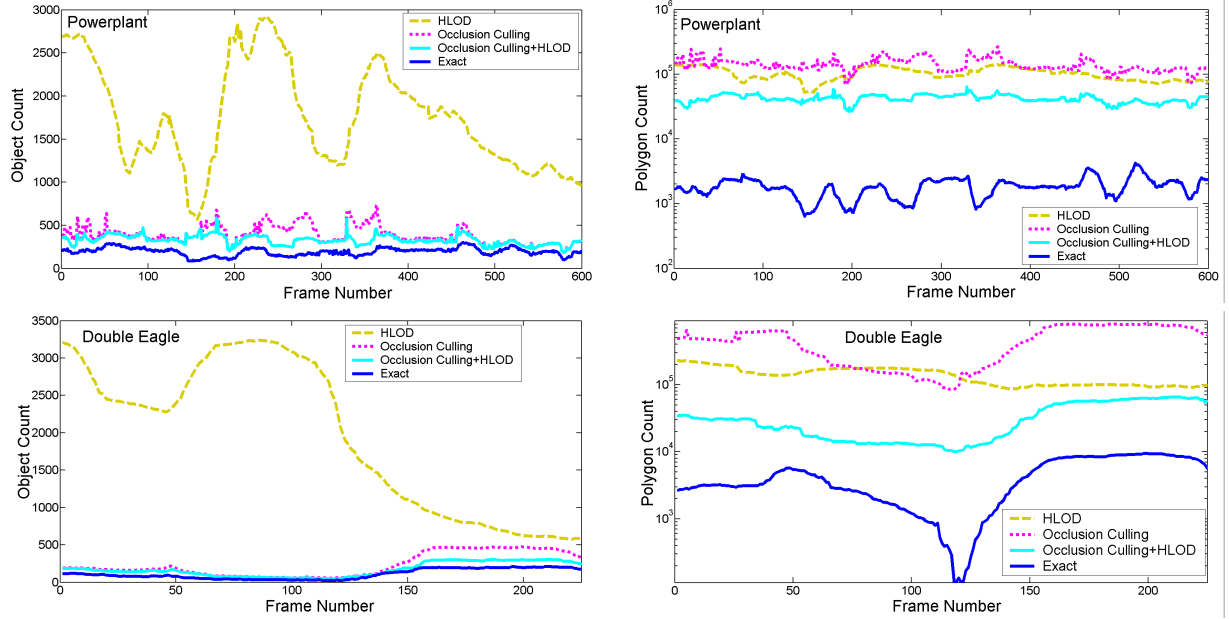 Powerplant
HLOD
Occlusion Culling
Occlusion Culling+HLOD
Exact
Object Count
3000
2500
2000
1500
1000
500
0
0 100 200 300 400 500 600
Frame Number
Powerplant
HLOD
Occlusion Culling
Occlusion Culling+HLOD
Exact
Polygon Count
10^6
10^5
10^4
10^3
10^2
0 100 200 300 400 500 600
Frame Number
Double Eagle
HLOD
Occlusion Culling
Occlusion Culling+HLOD
Exact
Object Count
3500
3000
2500
2000
1500
1000
500
0
0 50 100 150 200
Frame Number
Double Eagle
HLOD
Occlusion Culling
Occlusion Culling+HLOD
Exact
Polygon Count
10^5
10^4
10^3
0 50 100 150 200
Frame Number